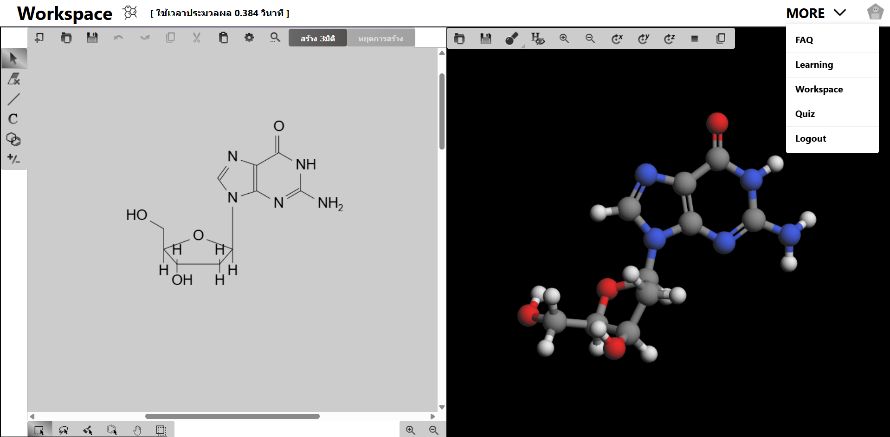 Workspace
[ ใช้เวลาประมวลผล 0.384 วินาที ]
MORE
FAQ
Learning
Workspace
Quiz
Logout
สร้าง 3มิติ
หยุดการสร้าง
C
+/-
H
x
y
z
O
N
NH
N
N
NH2
HO
O
H
H
H
H
OH
H